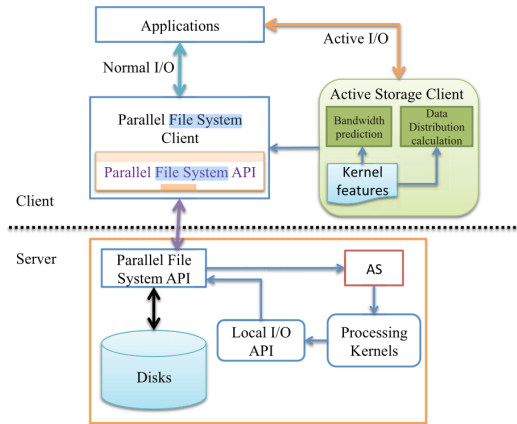 Applications
Active I/O
Normal I/O
Active Storage Client
Parallel File System
Client
Bandwidth
prediction
Data
Distribution
calculation
Parallel File System API
Kernel
features
Client
Server
Parallel File
System API
AS
Local I/O
API
Processing
Kernels
Disks